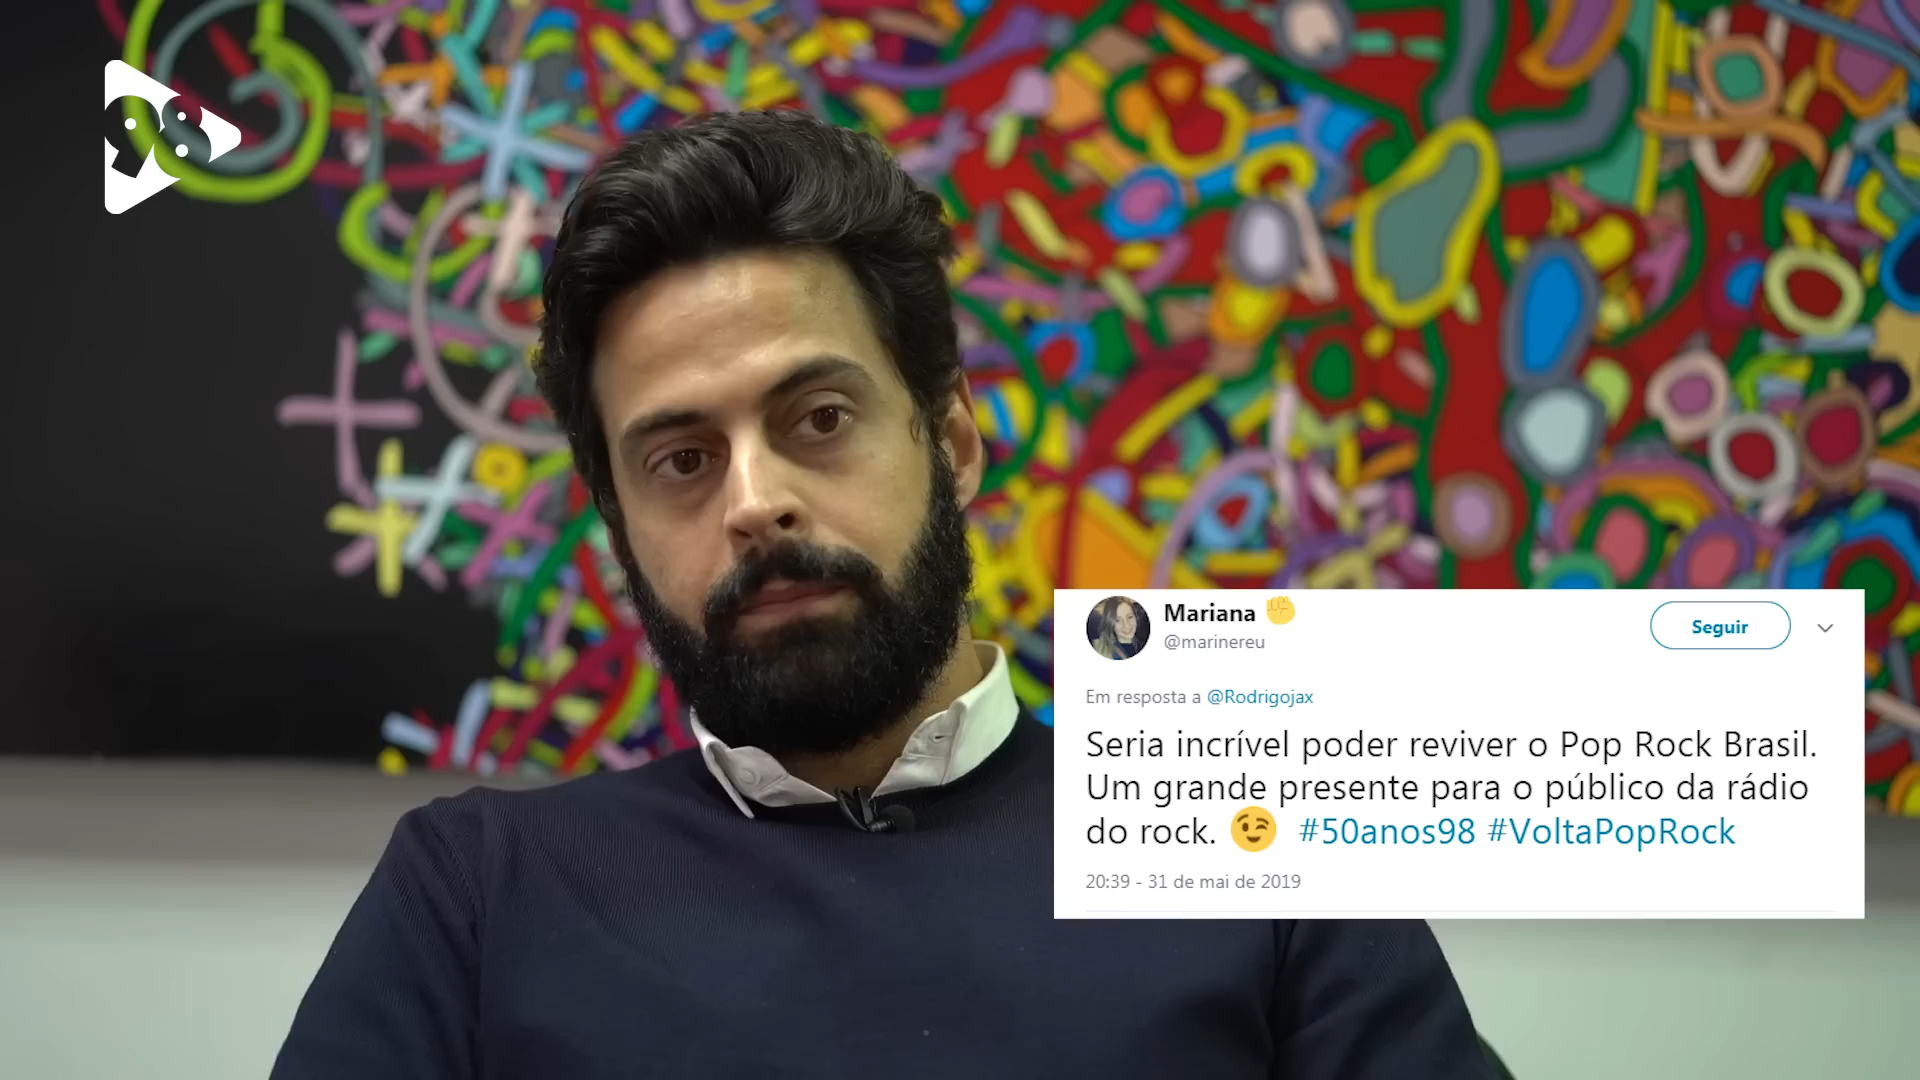 98
Mariana
@marinereu
Seguir
Em resposta a @Rodrigojax
Seria incrível poder reviver o Pop Rock Brasil.
Um grande presente para o público da rádio
do rock. 😉 #50anos98 #VoltaPopRock
20:39 - 31 de mai de 2019